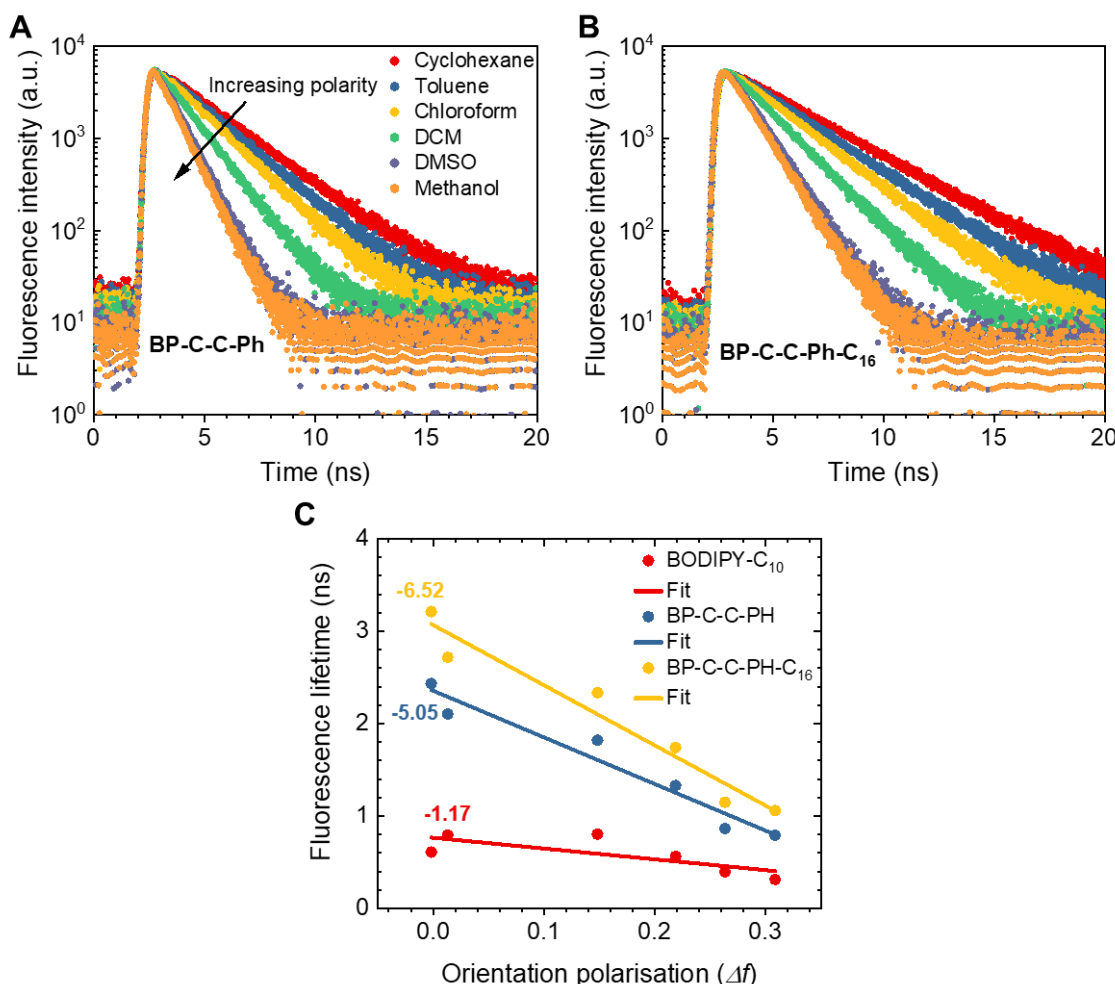 A
Fluorescence intensity (a.u.)
10⁴
10³
10²
10¹
10⁰
Increasing polarity
Cyclohexane
Toluene
Chloroform
DCM
DMSO
Methanol
BP-C-C-Ph
0 5 10 15 20
Time (ns)
B
Fluorescence intensity (a.u.)
10⁴
10³
10²
10¹
10⁰
BP-C-C-Ph-C₁₆
0 5 10 15 20
Time (ns)
C
Fluorescence lifetime (ns)
4
3
2
1
0
-6.52
-5.05
-1.17
BODIPY-C₁₀
Fit
BP-C-C-PH
Fit
BP-C-C-PH-C₁₆
Fit
0.0 0.1 0.2 0.3
Orientation polarisation (Δf)